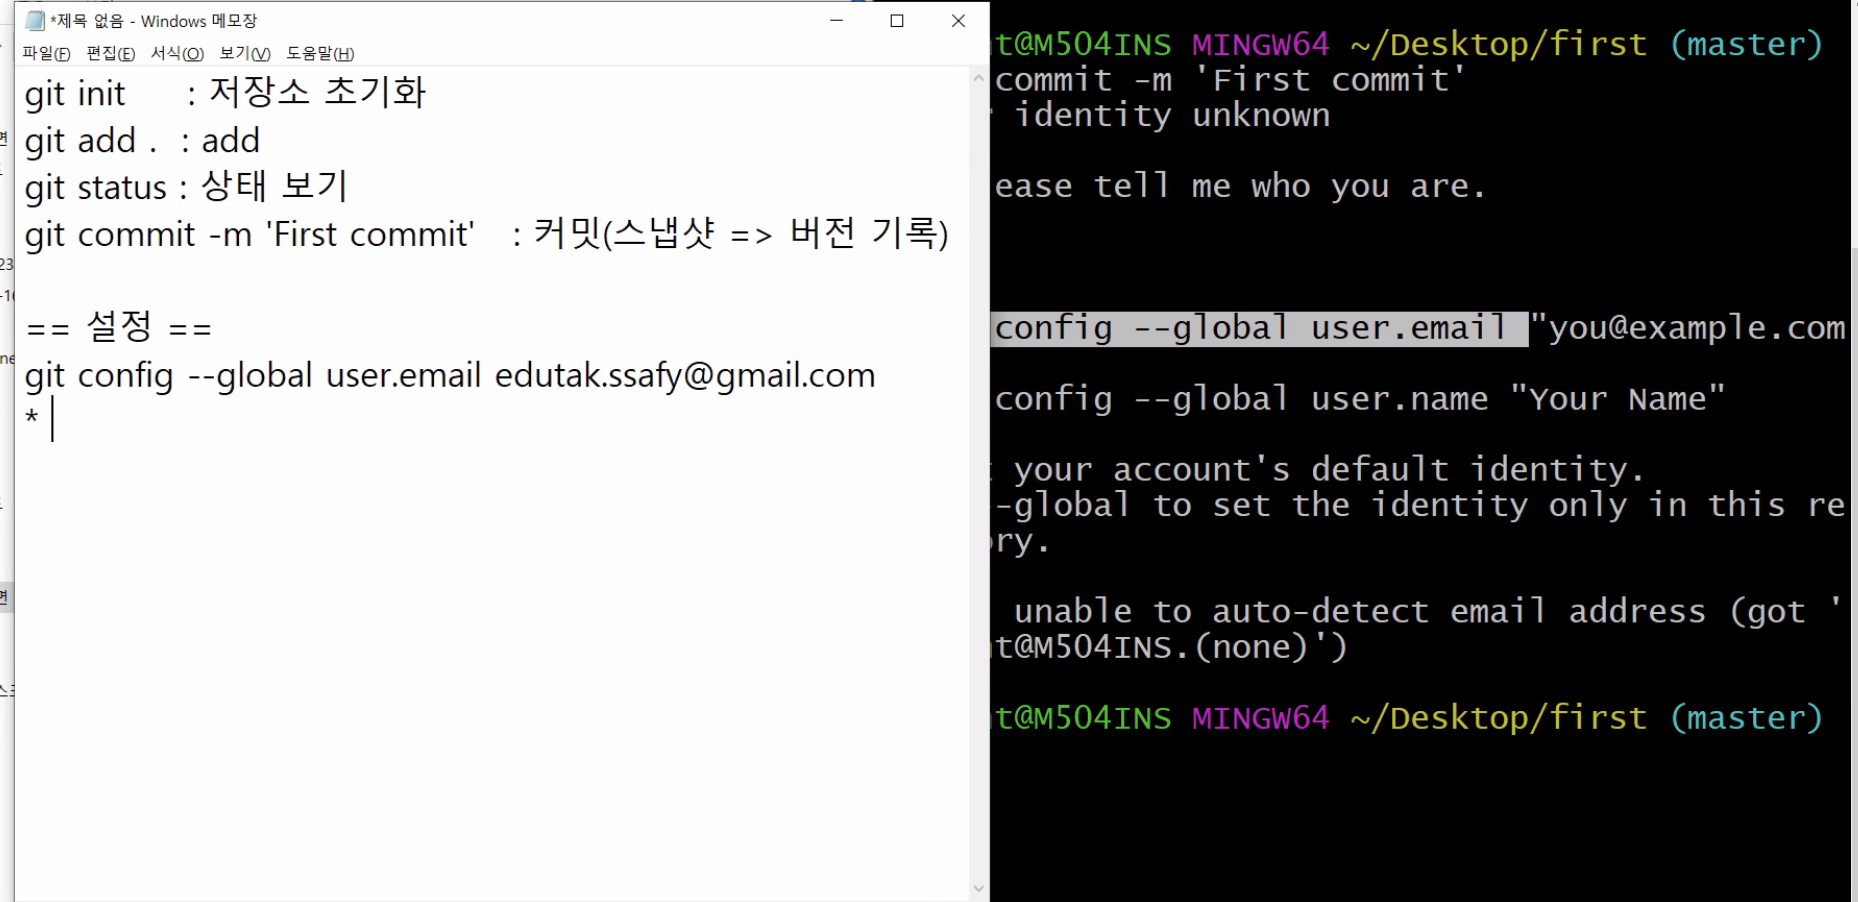 *제목 없음 - Windows 메모장
파일(F) 편집(E) 서식(O) 보기(V) 도움말(H)
git init : 저장소 초기화
git add . : add
git status : 상태 보기
git commit -m 'First commit' : 커밋(스냅샷 => 버전 기록)
== 설정 ==
git config --global user.email edutak.ssafy@gmail.com
*
t@M504INS MINGW64 ~/Desktop/first (master)
commit -m 'First commit'
identity unknown
ease tell me who you are.
config --global user.email "you@example.com
config --global user.name "Your Name"
your account's default identity.
--global to set the identity only in this re
ory.
unable to auto-detect email address (got '
t@M504INS.(none)')
t@M504INS MINGW64 ~/Desktop/first (master)